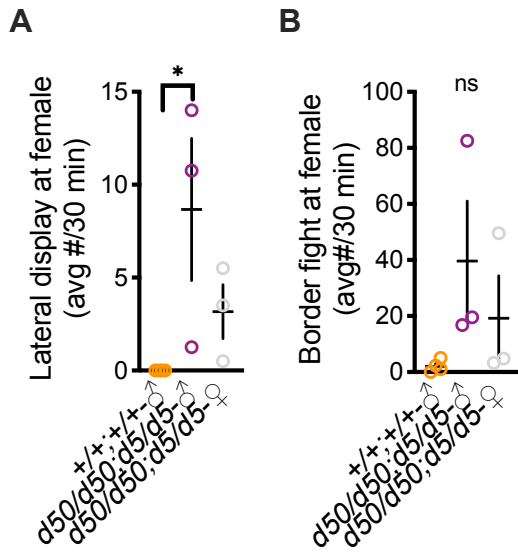 A
Lateral display at female
(avg #/30 min)
15
10
5
0
*
+/+;+/+-♂
d50/d50;d5/d5-♂
d50/d50;d5/d5-♀
B
Border fight at female
(avg#/30 min)
100
80
60
40
20
0
ns
+/+;+/+-♂
d50/d50;d5/d5-♂
d50/d50;d5/d5-♀